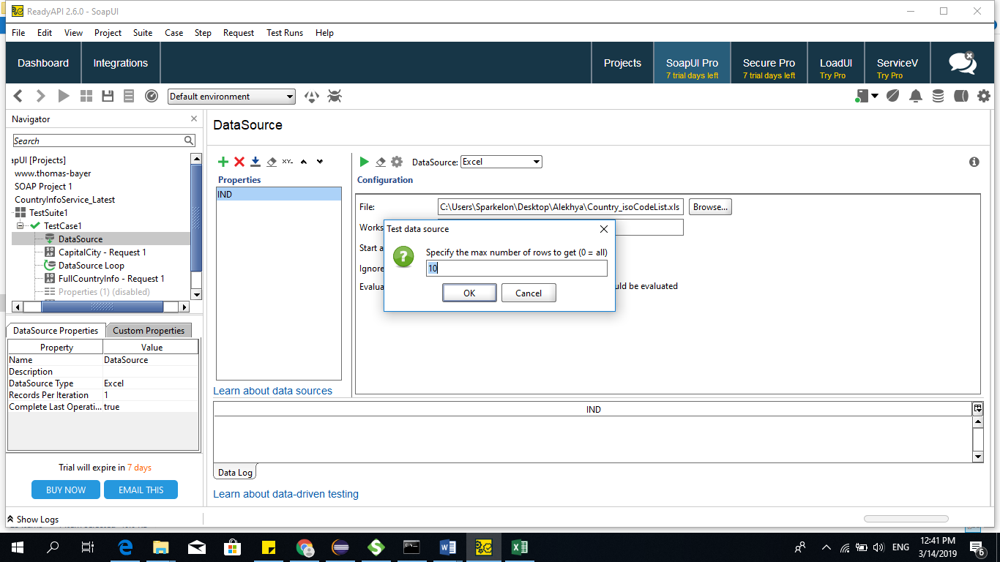 ReadyAPI 2.6.0 - SoapUI
File Edit View Project Suite Case Step Request Test Runs Help
Dashboard Integrations Projects SoapUI Pro Secure Pro LoadUI ServiceV
7 trial days left 7 trial days left Try Pro Try Pro
Default environment
Navigator
DataSource
Search
apUI [Projects]
www.thomas-bayer
SOAP Project 1
CountryInfoService_Latest
TestSuite1
TestCase1
DataSource
SOAP CapitalCity - Request 1
DataSource Loop
SOAP FullCountryInfo - Request 1
Properties (1) (disabled)
XY-
DataSource: Excel
Properties
Configuration
IND
File: C:\Users\Sparkelon\Desktop\Alekhya\Country_isoCodeList.xls Browse...
Works
Start a
Ignore
Evalua uld be evaluated
Test data source
Specify the max number of rows to get (0 = all)
10
OK Cancel
Learn about data sources
DataSource Properties Custom Properties
Property Value
Name DataSource
Description
DataSource Type Excel
Records Per Iteration 1
Complete Last Operati... true
IND
Data Log
Learn about data-driven testing
Trial will expire in 7 days
BUY NOW EMAIL THIS
Show Logs
ENG
12:41 PM
3/14/2019
6